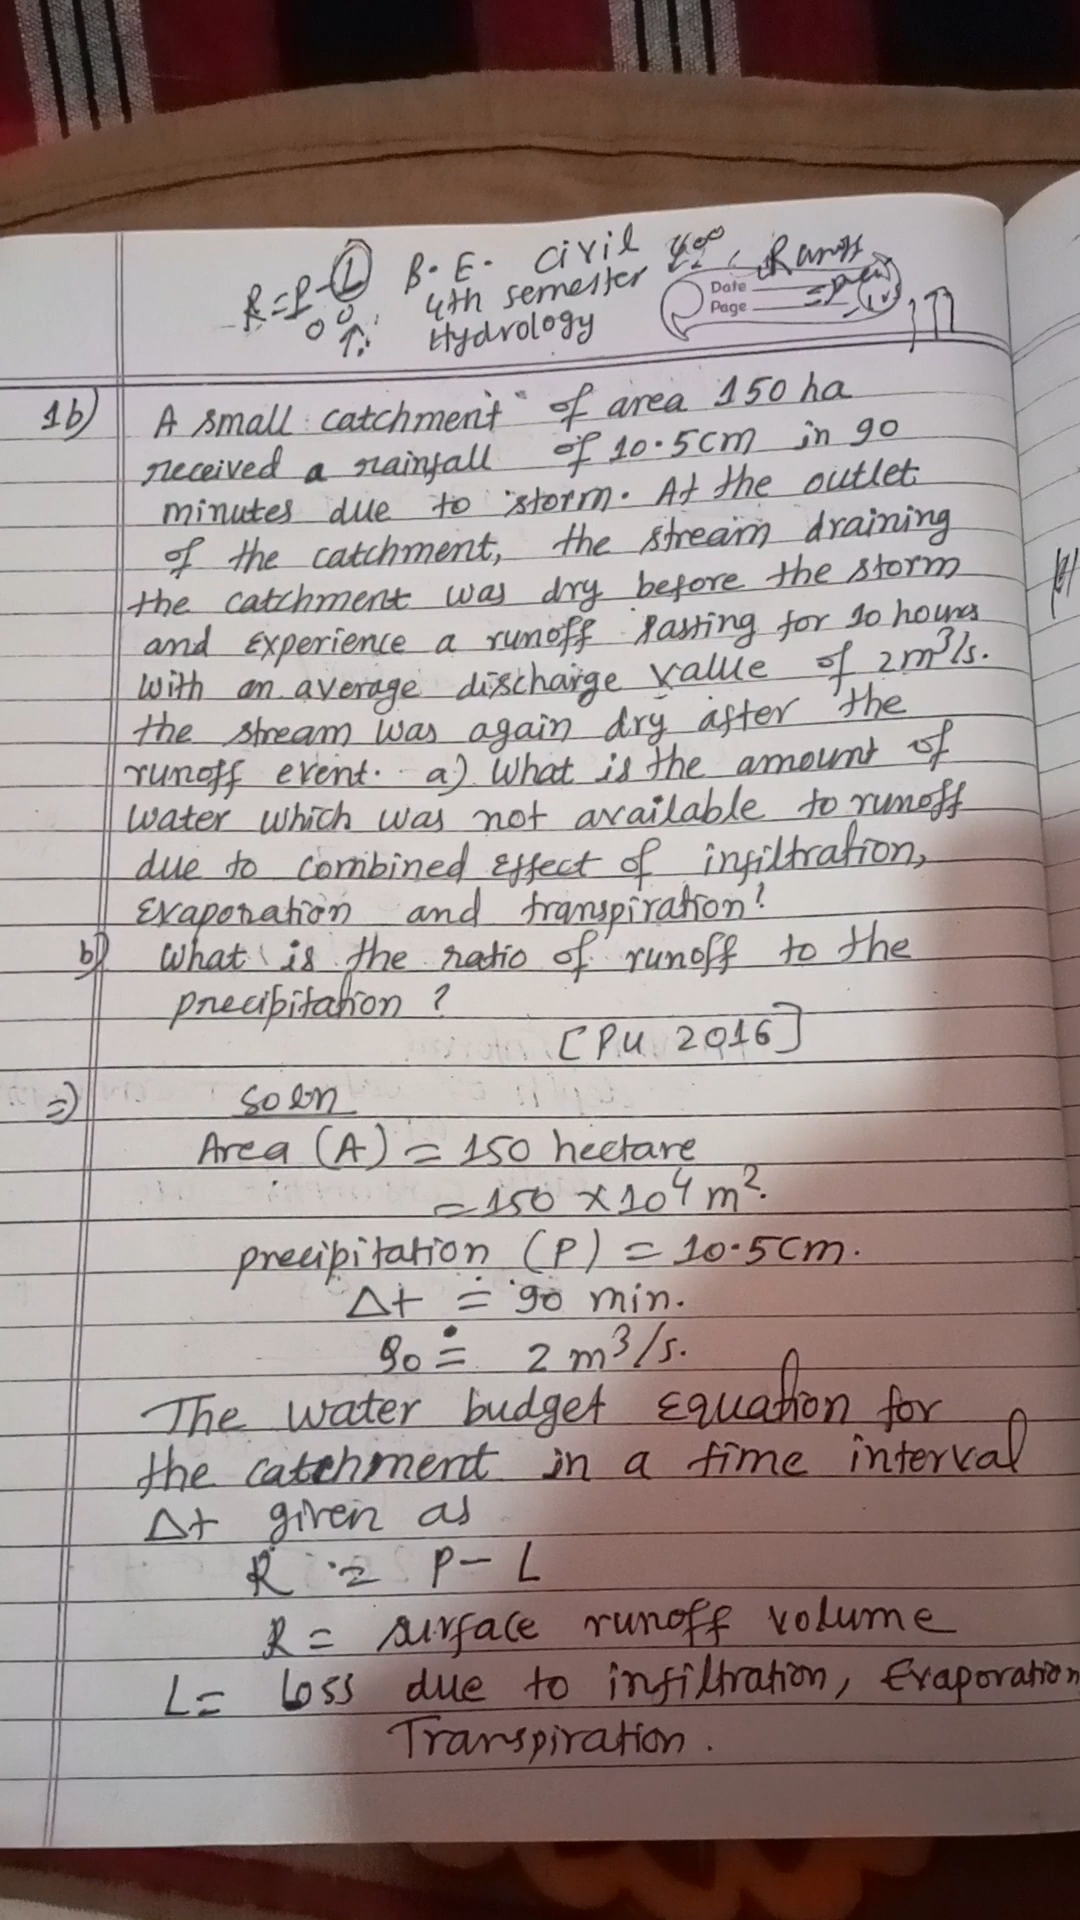 B.E. civil
R=P-L 4th semester Runoff
Hydrology
Date
Page
1b) A small catchment of area 150 ha
received a rainfall of 10.5cm in 90
minutes due to storm. At the outlet
of the catchment, the stream draining
the catchment was dry before the storm
and Experience a runoff lasting for 10 hours
with an average discharge value of 2m³/s.
the stream was again dry after the
runoff event. a) What is the amount of
water which was not available to runoff
due to combined Effect of infiltration,
Evaporation and transpiration?
b) What is the ratio of runoff to the
precipitation?
[PU 2016]
=) Soln
Area (A) = 150 hectare
= 150 x 10⁴ m².
precipitation (P) = 10.5cm.
Δt = 90 min.
= 2 m³/s.
The water budget Equation for
the catchment in a time interval
Δt given as
R = P - L
R = surface runoff volume
L = Loss due to infiltration, Evaporation
Transpiration.